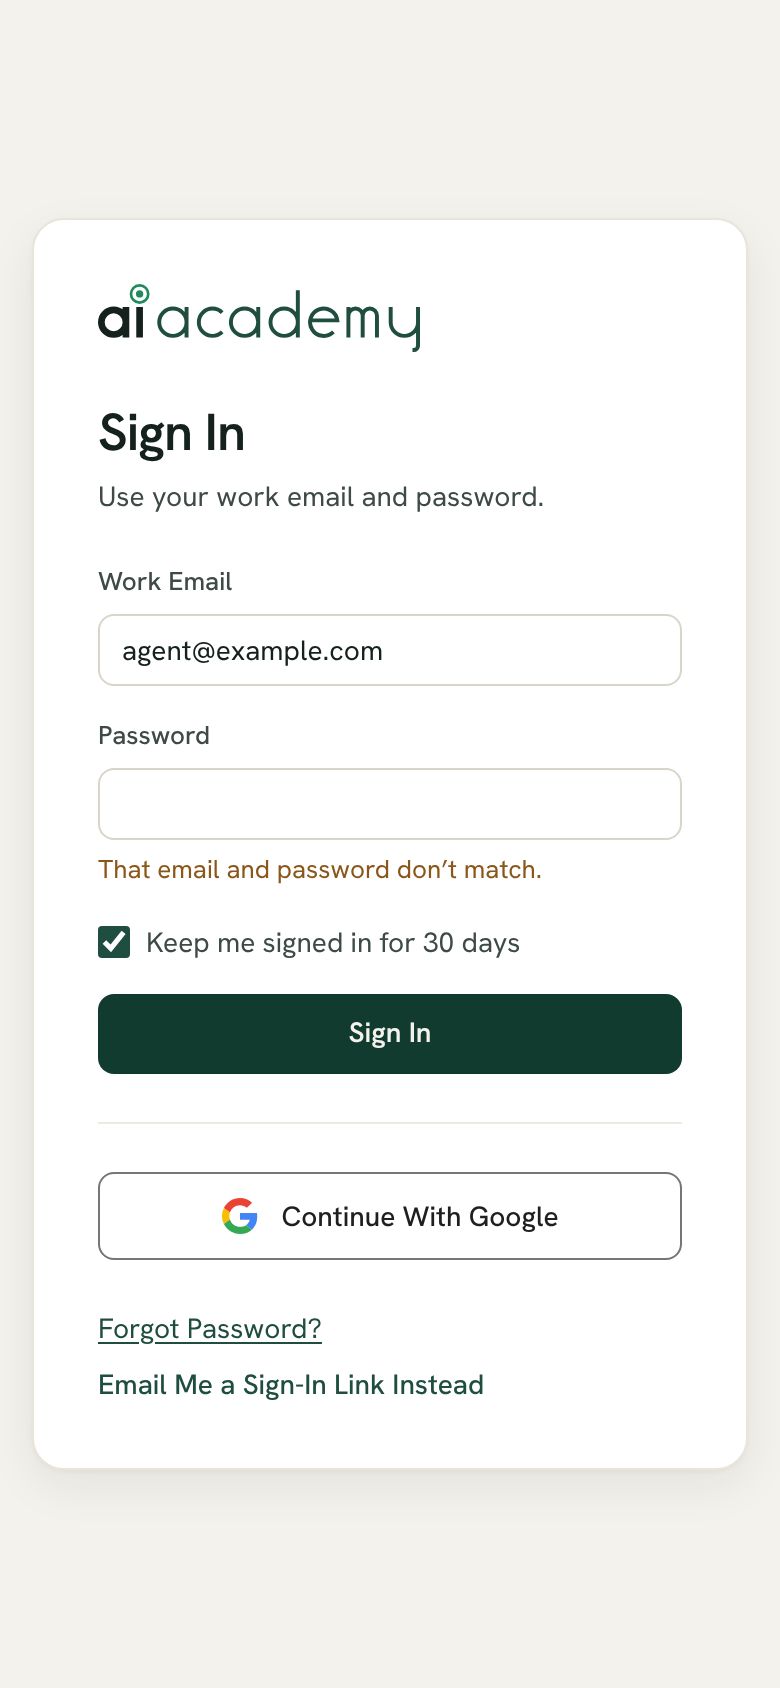 ai academy
Sign In
Use your work email and password.
Work Email
agent@example.com
Password
That email and password don’t match.
Keep me signed in for 30 days
Sign In
Continue With Google
Forgot Password?
Email Me a Sign-In Link Instead